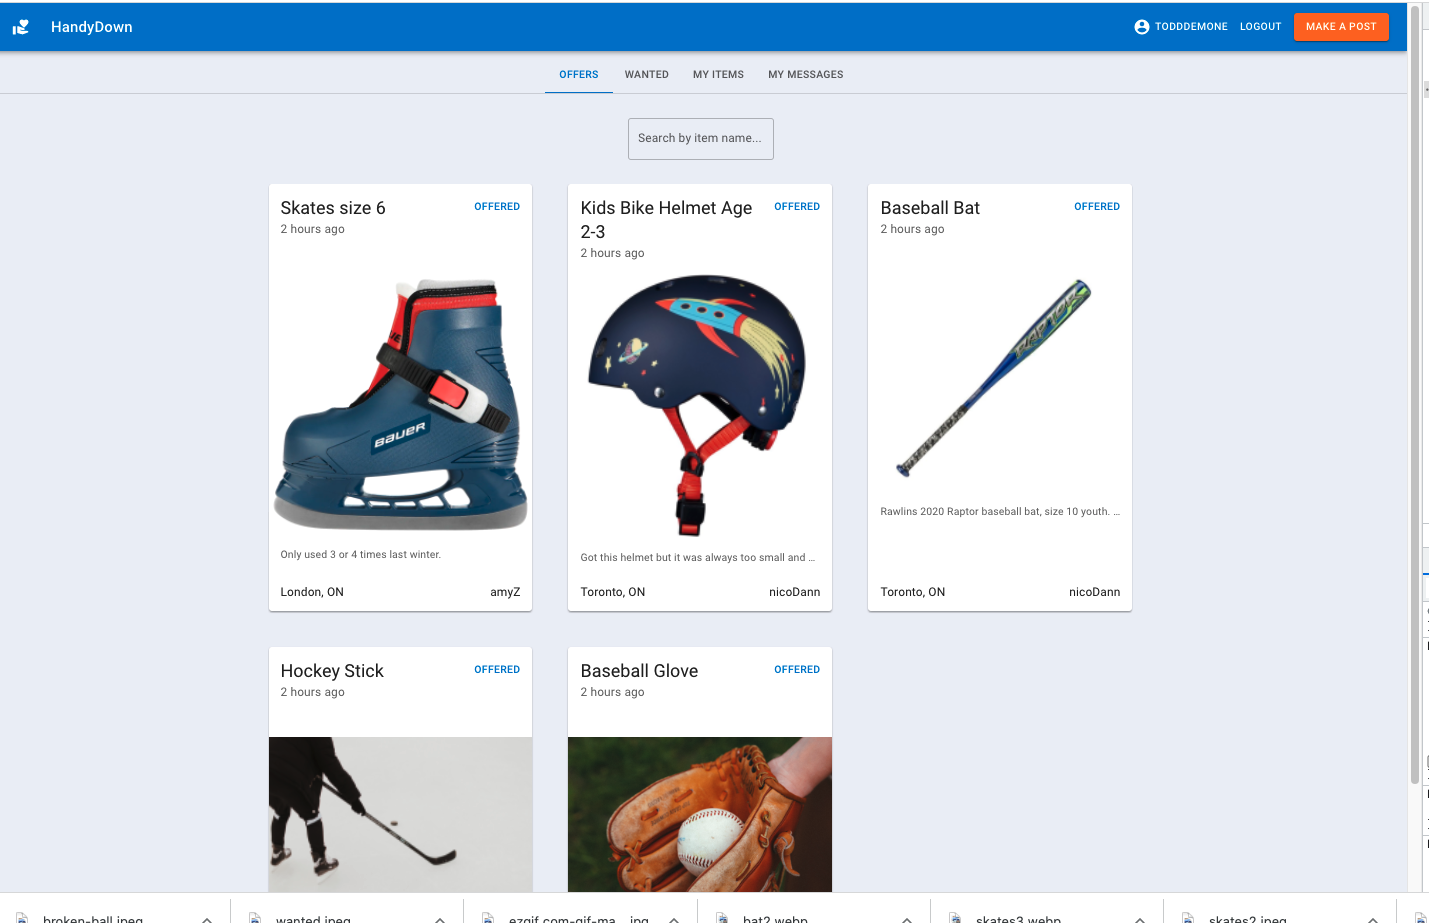 HandyDown
TODDDEMONE LOGOUT MAKE A POST
OFFERS WANTED MY ITEMS MY MESSAGES
Search by item name...
Skates size 6 OFFERED
2 hours ago
BAUER
Only used 3 or 4 times last winter.
London, ON amyZ
Kids Bike Helmet Age OFFERED
2-3
2 hours ago
Got this helmet but it was always too small and ...
Toronto, ON nicoDann
Baseball Bat OFFERED
2 hours ago
RAPTOR
Rawlins 2020 Raptor baseball bat, size 10 youth. ...
Toronto, ON nicoDann
Hockey Stick OFFERED
2 hours ago
Baseball Glove OFFERED
2 hours ago
broken-ball.jpeg wanted.jpeg ezgif.com-gif-ma....jpg bat2.webp skates3.webp skates2.jpeg